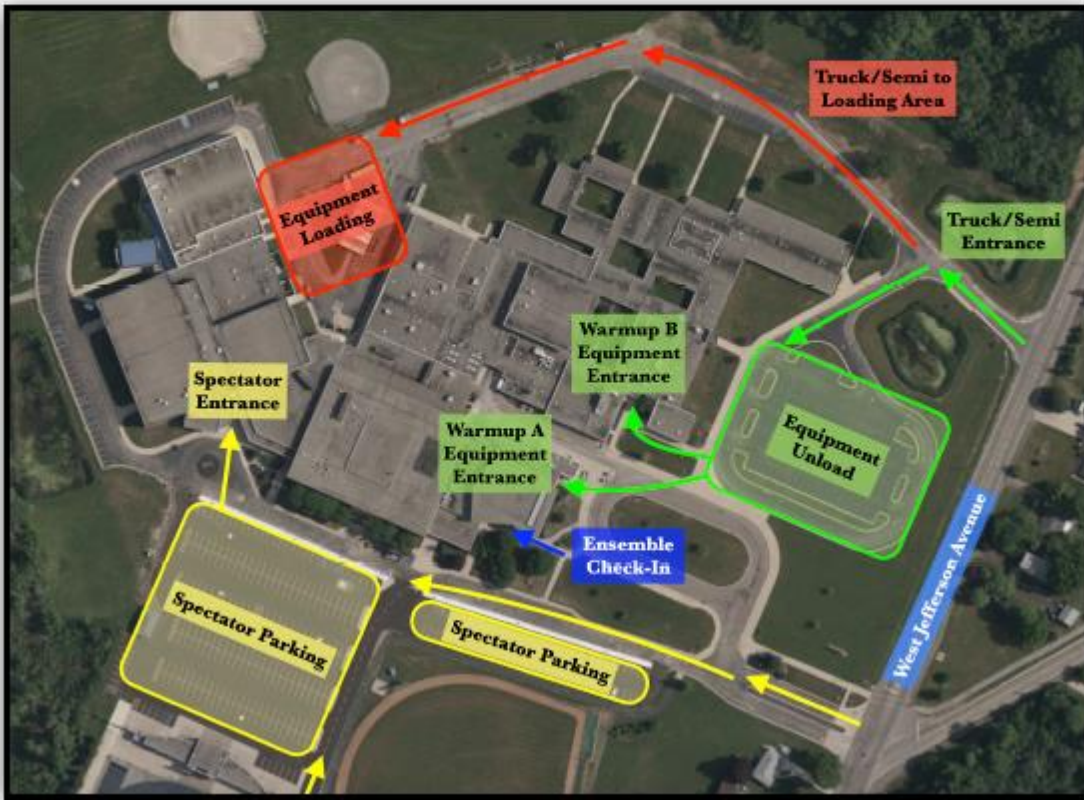 Truck/Semi to
Loading Area
Equipment
Loading
Truck/Semi
Entrance
Warmup B
Equipment
Entrance
Spectator
Entrance
Warmup A
Equipment
Entrance
Equipment
Unload
Ensemble
Check-In
West Jefferson Avenue
Spectator Parking
Spectator Parking